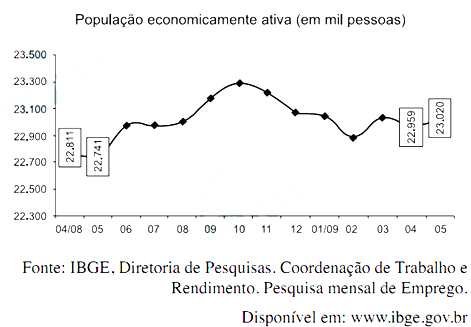 População economicamente ativa (em mil pessoas)
23.500
23.300
23.100
22.900
22.700
22.500
22.300
22.811
22.741
22.959
23.020
04/08 05 06 07 08 09 10 11 12 01/09 02 03 04 05
Fonte: IBGE, Diretoria de Pesquisas. Coordenação de Trabalho e
Rendimento. Pesquisa mensal de Emprego.
Disponível em: www.ibge.gov.br